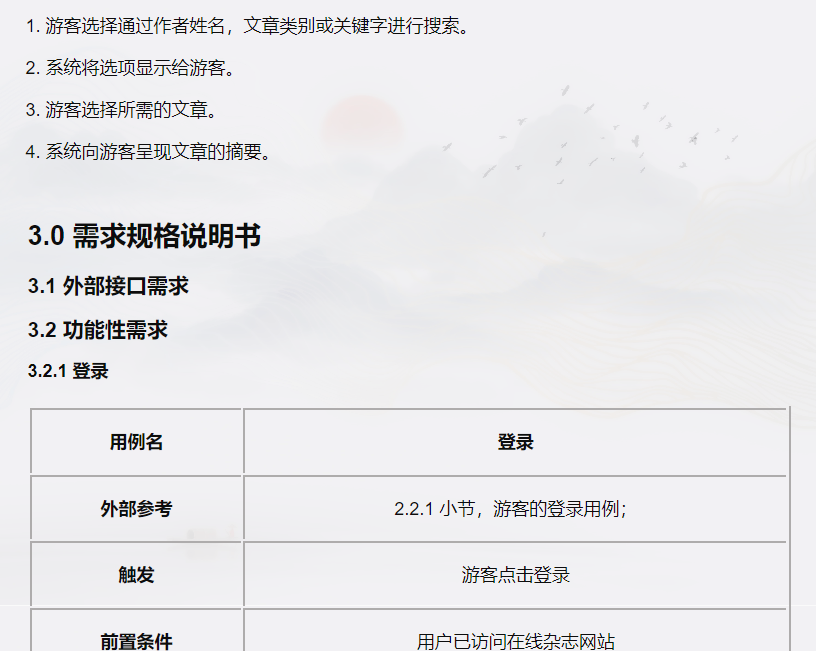 1. 游客选择通过作者姓名，文章类别或关键字进行搜索。
2. 系统将选项显示给游客。
3. 游客选择所需的文章。
4. 系统向游客呈现文章的摘要。
3.0 需求规格说明书
3.1 外部接口需求
3.2 功能性需求
3.2.1 登录
用例名 登录
外部参考 2.2.1 小节，游客的登录用例；
触发 游客点击登录
前置条件 用户已访问在线杂志网站